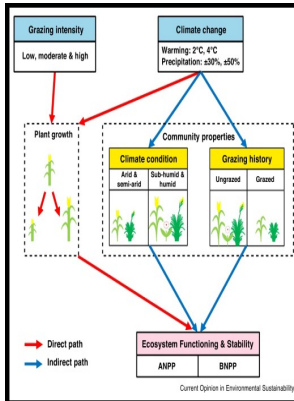 Grazing intensity
Low, moderate & high
Climate change
Warming: 2°C, 4°C
Precipitation: ±30%, ±50%
Plant growth
Community properties
Climate condition
Arid & semi-arid
Sub-humid & humid
Grazing history
Ungrazed
Grazed
Direct path
Indirect path
Ecosystem Functioning & Stability
ANPP
BNPP
Current Opinion in Environmental Sustainability